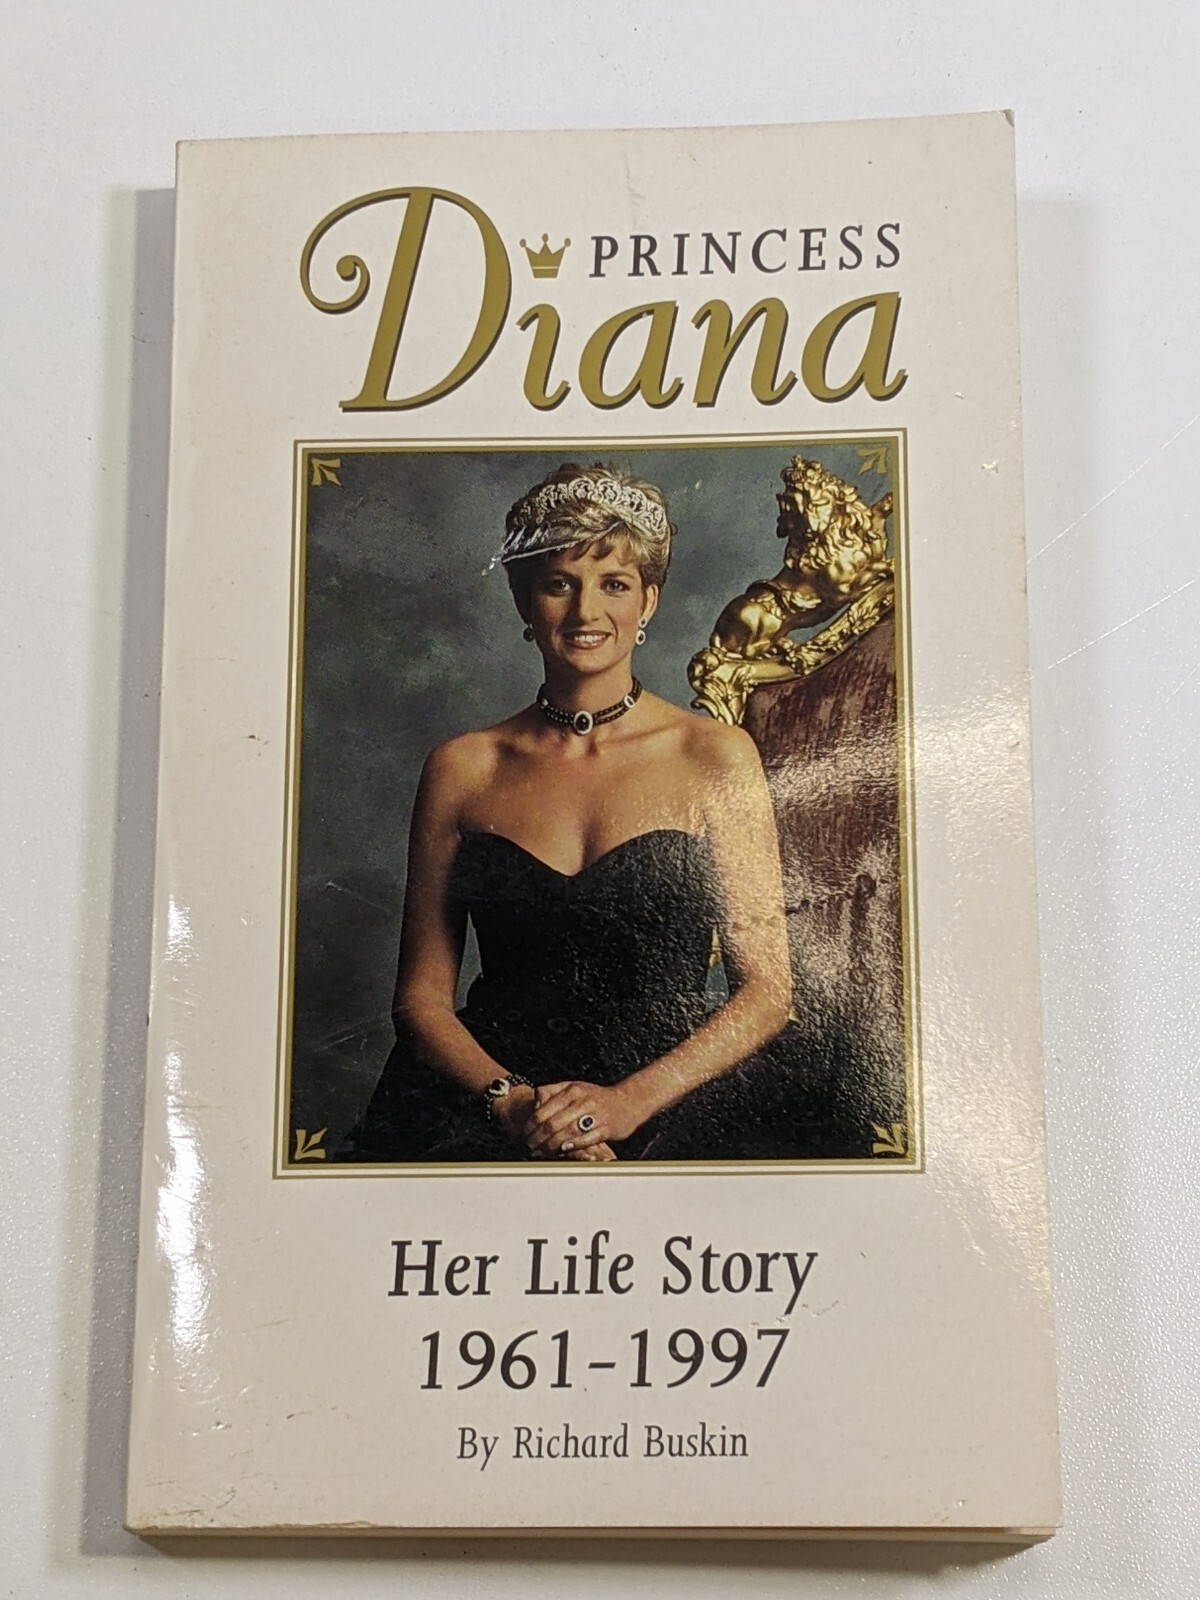 PRINCESS
Diana
Her Life Story
1961-1997
By Richard Buskin